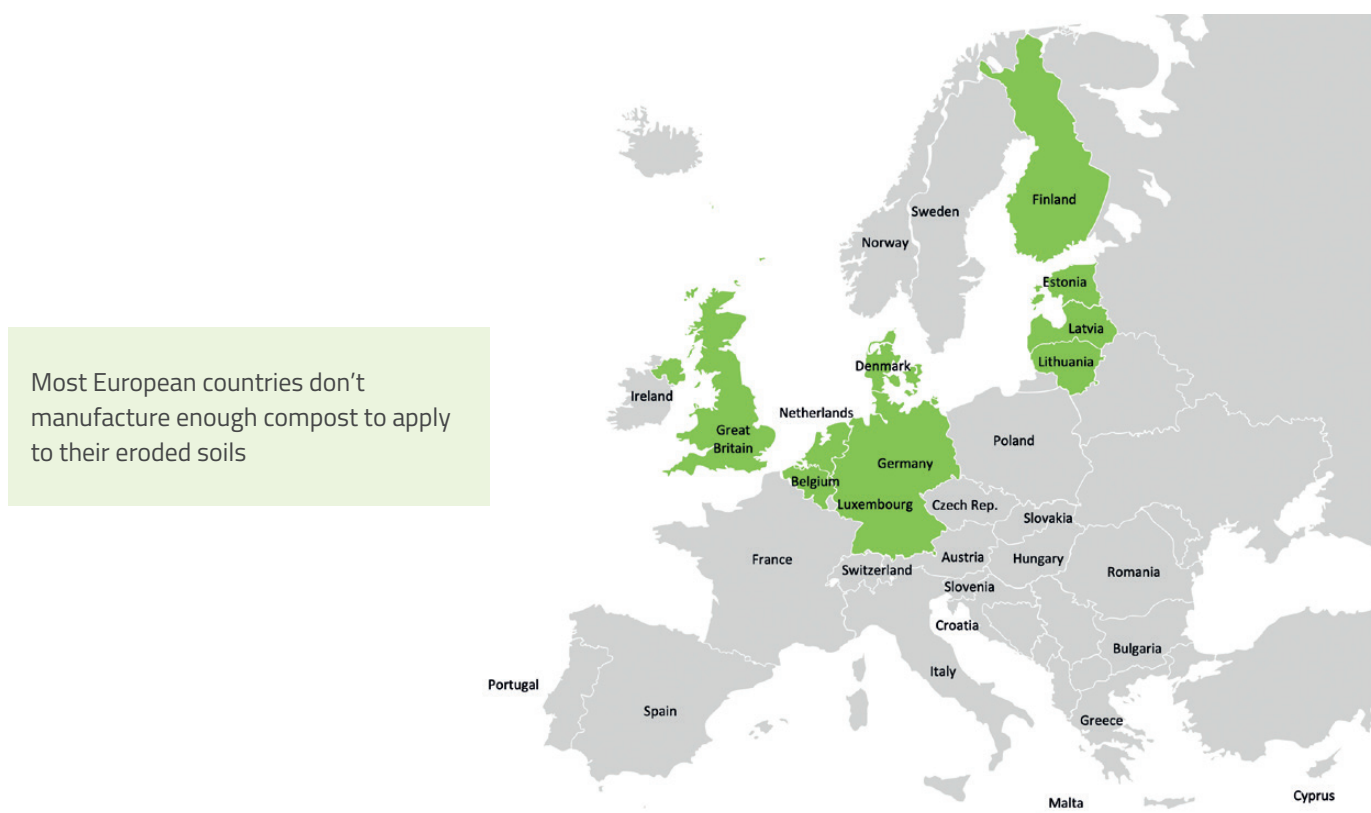 Most European countries don’t
manufacture enough compost to apply
to their eroded soils
Finland
Sweden
Norway
Estonia
Latvia
Lithuania
Denmark
Ireland
Netherlands
Great
Britain
Poland
Germany
Belgium
Luxembourg
Czech Rep.
Slovakia
France
Austria
Hungary
Switzerland
Romania
Slovenia
Croatia
Bulgaria
Italy
Portugal
Spain
Greece
Cyprus
Malta